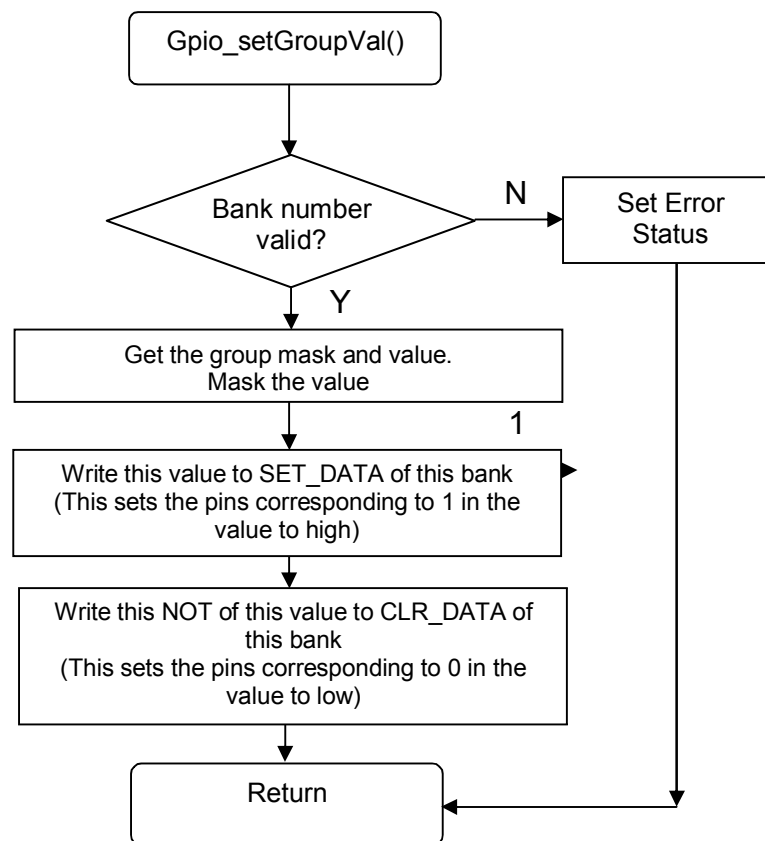 Gpio_setGroupVal()
Bank number
valid?
N
Set Error
Status
Y
Get the group mask and value.
Mask the value
1
Write this value to SET_DATA of this bank
(This sets the pins corresponding to 1 in the
value to high)
Write this NOT of this value to CLR_DATA of
this bank
(This sets the pins corresponding to 0 in the
value to low)
Return